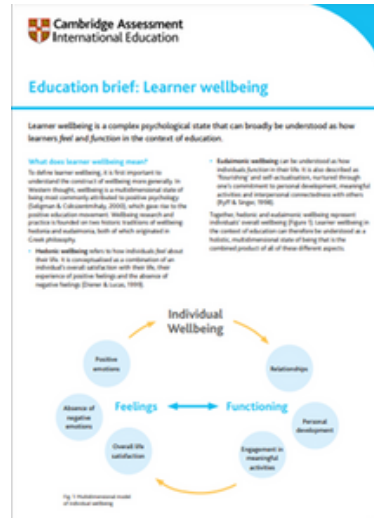 Cambridge Assessment
International Education
Education brief: Learner wellbeing
Learner wellbeing is a complex psychological state that can broadly be understood as how
learners feel and function in the context of education.
What does learner wellbeing mean?
To define learner wellbeing, it is first important to
understand the construct of wellbeing more generally. In
Western thought, wellbeing is a multidimensional state of
being most commonly attributed to positive psychology
(Seligman & Csikszentmihalyi, 2000), which gave rise to the
positive education movement. Wellbeing research and
practice is founded on two historic traditions of wellbeing:
hedonia and eudaimonia, both of which originated in
Greek philosophy.
• Hedonic wellbeing refers to how individuals feel about
their life. It is conceptualised as a combination of an
individual's overall satisfaction with their life, their
experience of positive feelings and the absence of
negative feelings (Diener & Lucas, 1999).
• Eudaimonic wellbeing can be understood as how
individuals function in their life. It is also described as
'flourishing' and self-actualisation, nurtured through
one's commitment to personal development, meaningful
activities and interpersonal connectedness with others
(Ryff & Singer, 1998).
Together, hedonic and eudaimonic wellbeing represent
individuals' overall wellbeing (Figure 1). Learner wellbeing in
the context of education can therefore be understood as a
holistic, multidimensional state of being that is the
combined product of all of these different aspects.
Individual
Wellbeing
Positive
emotions
Relationships
Absence of
negative
emotions
Feelings
Functioning
Personal
development
Overall life
satisfaction
Engagement in
meaningful
activities
Fig. 1: Multidimensional model
of individual wellbeing